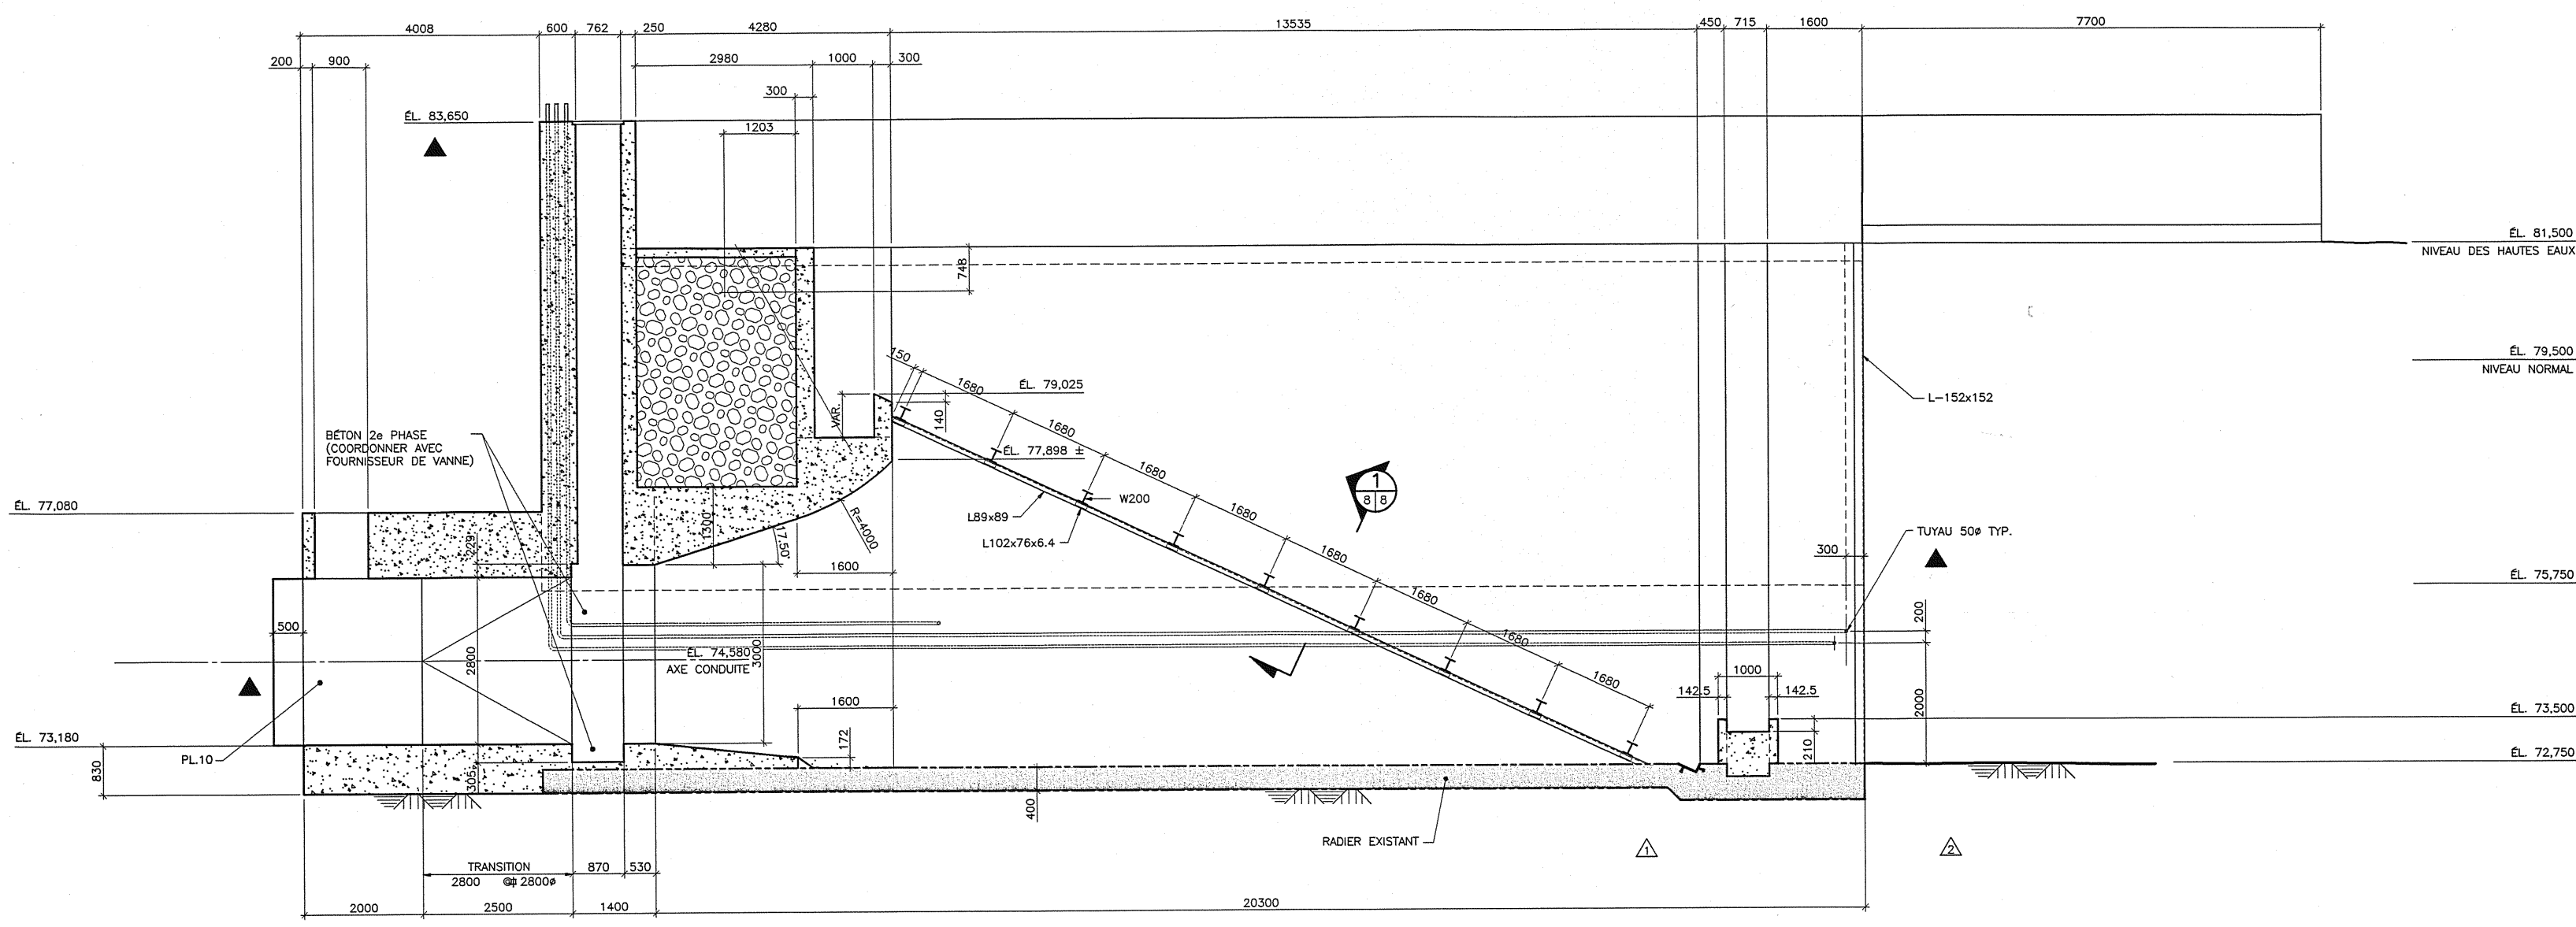 4008
600
762
250
4280
13535
450
715
1600
7700
200
900
2980
1000
300
300
1203
ÉL. 83,650
748
ÉL. 81,500
NIVEAU DES HAUTES EAUX
ÉL. 79,500
NIVEAU NORMAL
150
1680
ÉL. 79,025
VAR.
140
1680
L-152x152
BÉTON 2e PHASE
(COORDONNER AVEC
FOURNISSEUR DE VANNE)
ÉL. 77,898 ±
1680
1
8 8
W200
L89x89
L102x76x6.4
1680
ÉL. 77,080
229
1300
17.50°
R=4000
1600
1680
TUYAU 50ø TYP.
300
ÉL. 75,750
1680
200
500
2800
ÉL. 74,580
AXE CONDUITE
3000
1680
1680
1000
142.5
142.5
2000
1600
ÉL. 73,500
ÉL. 73,180
PL.10
172
210
ÉL. 72,750
830
305
400
RADIER EXISTANT
1
2
TRANSITION
2800 @ 2800ø
870
530
2000
2500
1400
20300